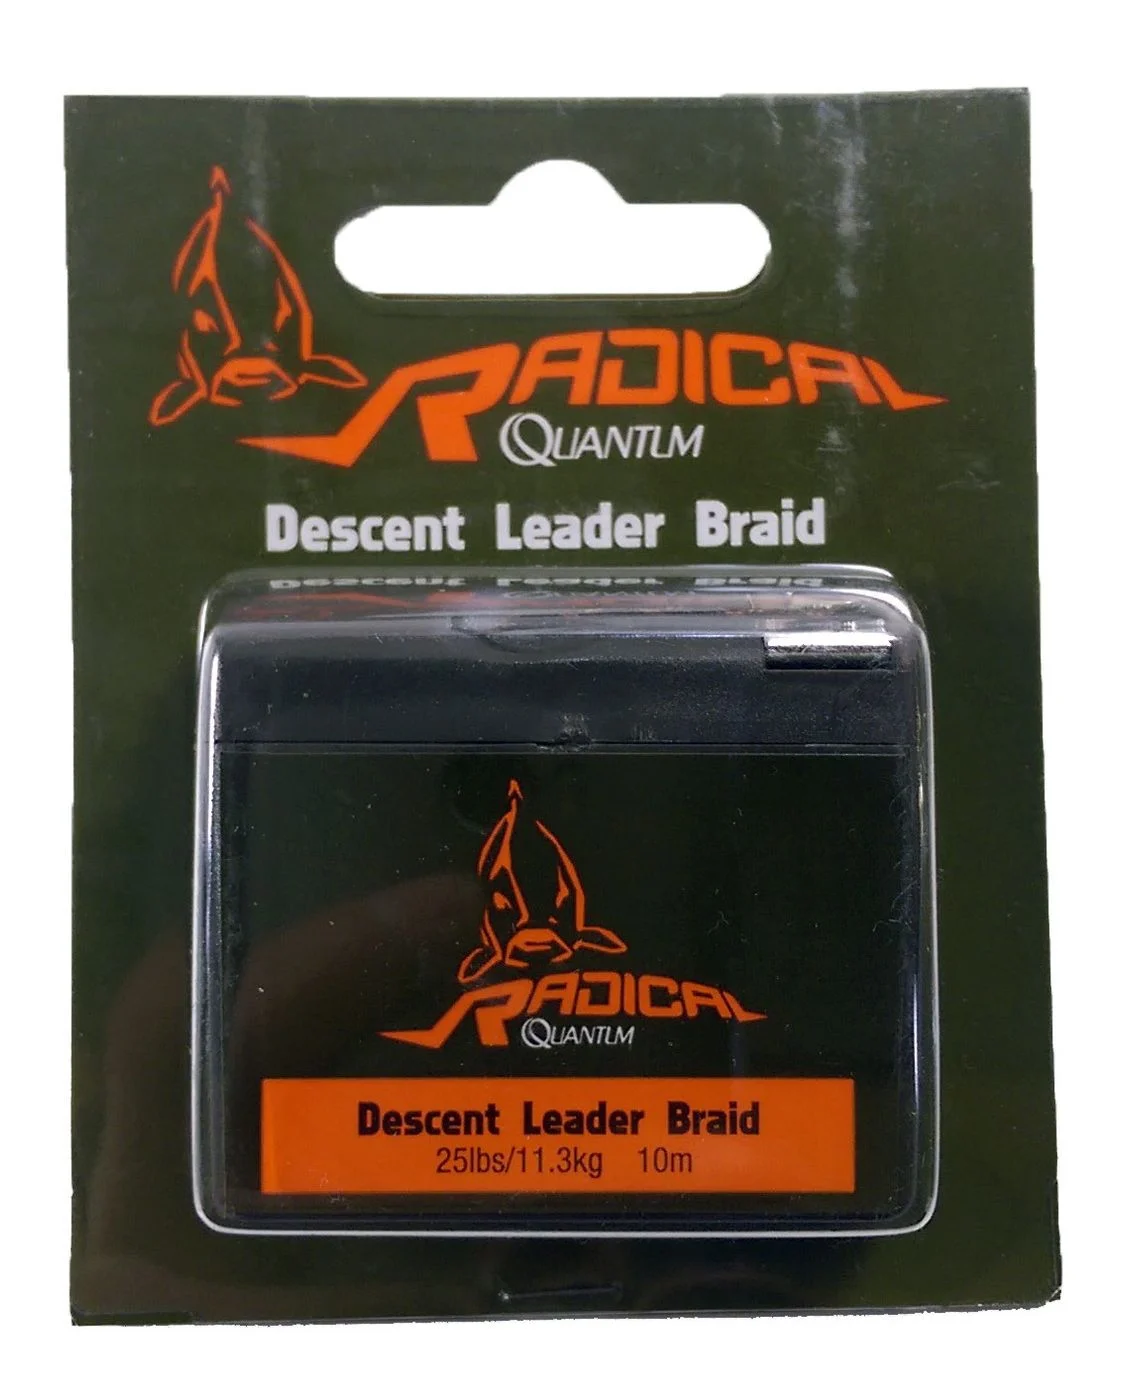 RADICAL
QUANTUM
Descent Leader Braid
RADICAL
QUANTUM
Descent Leader Braid
25lbs/11.3kg 10m